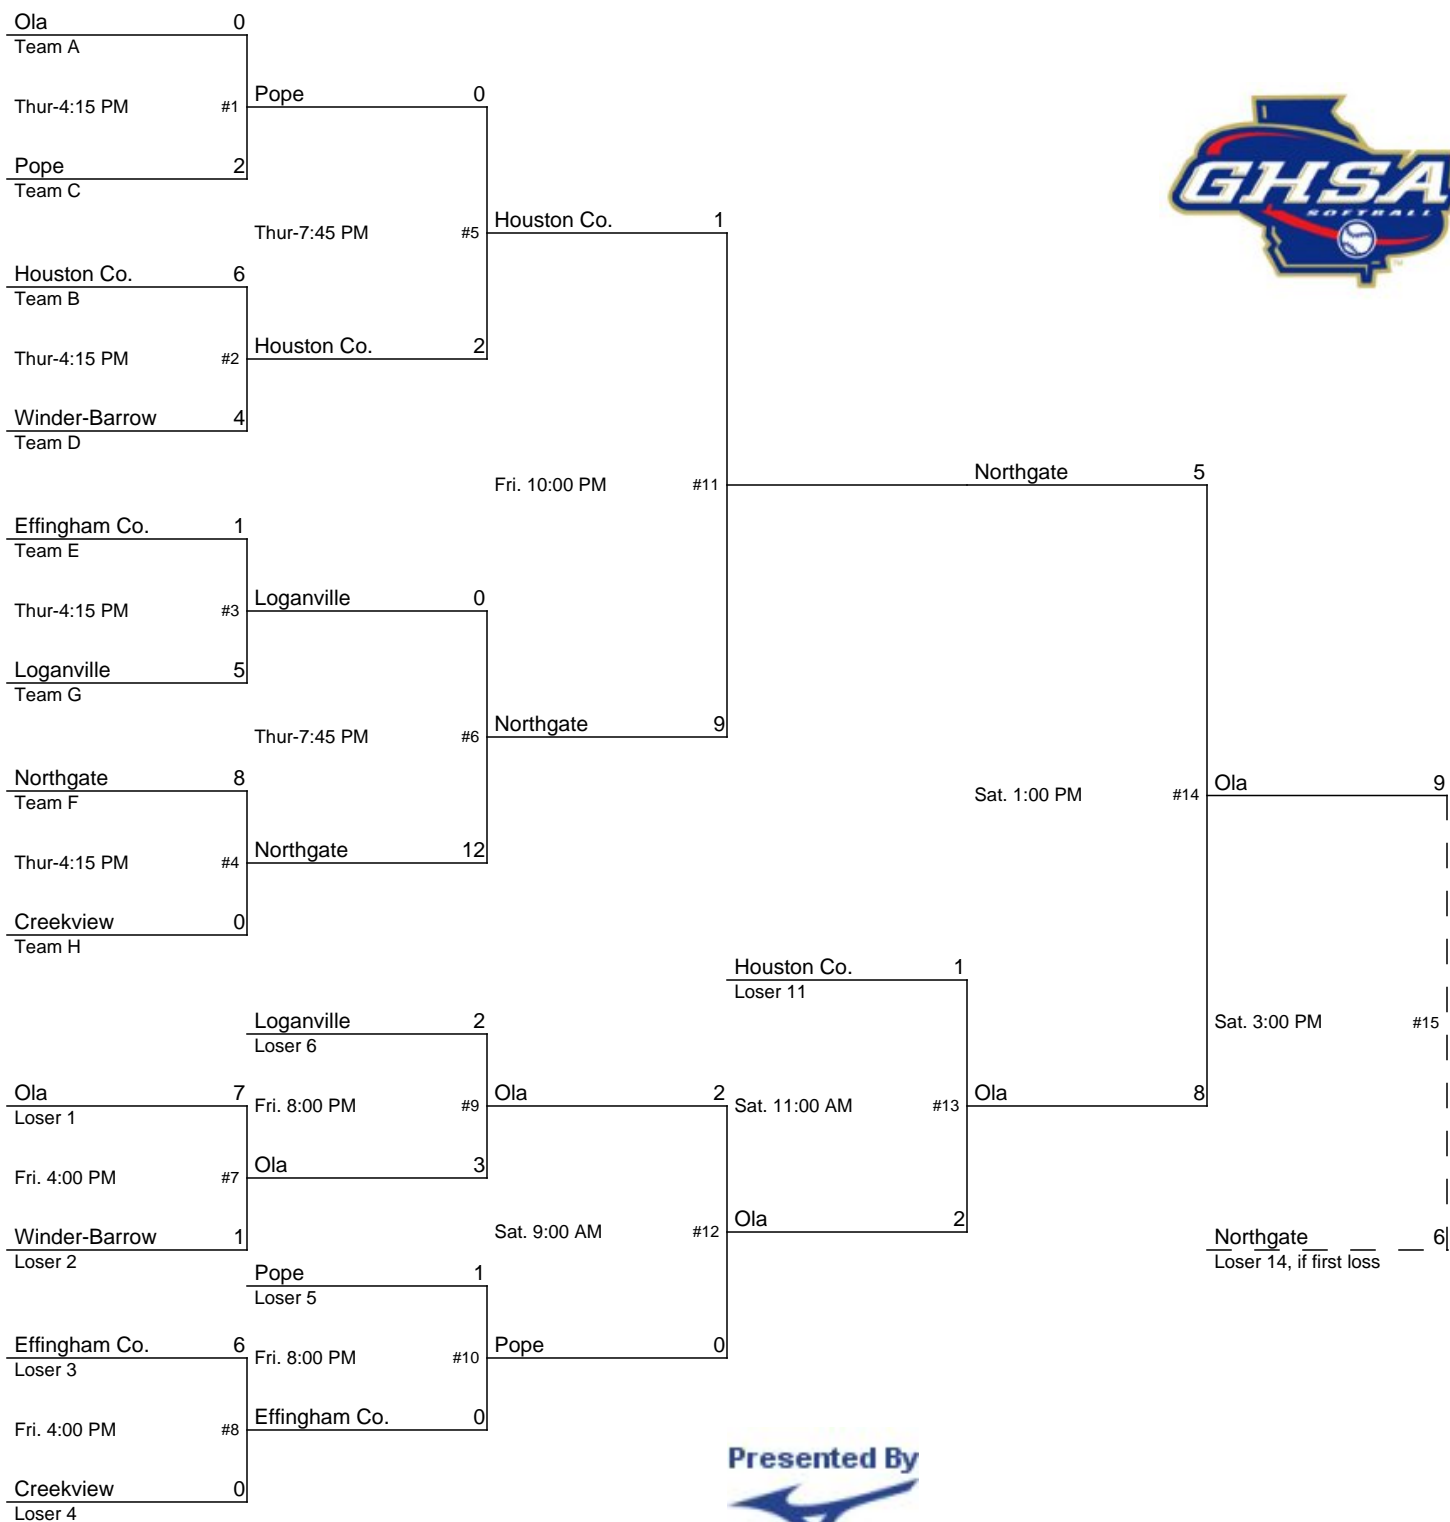 Ola 0
Team A
Thur-4:15 PM #1
Pope 0
Pope 2
Team C
Thur-7:45 PM #5
Houston Co. 1
Houston Co. 6
Team B
Thur-4:15 PM #2
Houston Co. 2
Winder-Barrow 4
Team D
Fri. 10:00 PM #11
Northgate 5
Effingham Co. 1
Team E
Thur-4:15 PM #3
Loganville 0
Loganville 5
Team G
Thur-7:45 PM #6
Northgate 9
Northgate 8
Team F
Thur-4:15 PM #4
Northgate 12
Creekview 0
Team H
Sat. 1:00 PM #14
Ola 9
Houston Co. 1
Loser 11
Loganville 2
Loser 6
Sat. 3:00 PM #15
Ola 7
Loser 1
Fri. 8:00 PM #9
Ola 2
Sat. 11:00 AM #13
Ola 8
Fri. 4:00 PM #7
Ola 3
Winder-Barrow 1
Loser 2
Sat. 9:00 AM #12
Ola 2
Northgate 6
Loser 14, if first loss
Pope 1
Loser 5
Effingham Co. 6
Loser 3
Fri. 8:00 PM #10
Pope 0
Fri. 4:00 PM #8
Effingham Co. 0
Creekview 0
Loser 4
GHSA
SOFTBALL
TM
Presented By